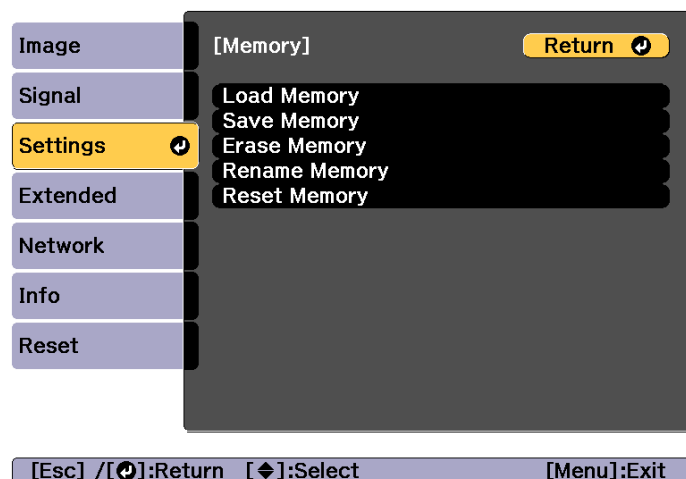 Image
Signal
Settings
Extended
Network
Info
Reset
[Memory]
Return
Load Memory
Save Memory
Erase Memory
Rename Memory
Reset Memory
[Esc] /[⏎]:Return [♦]:Select [Menu]:Exit